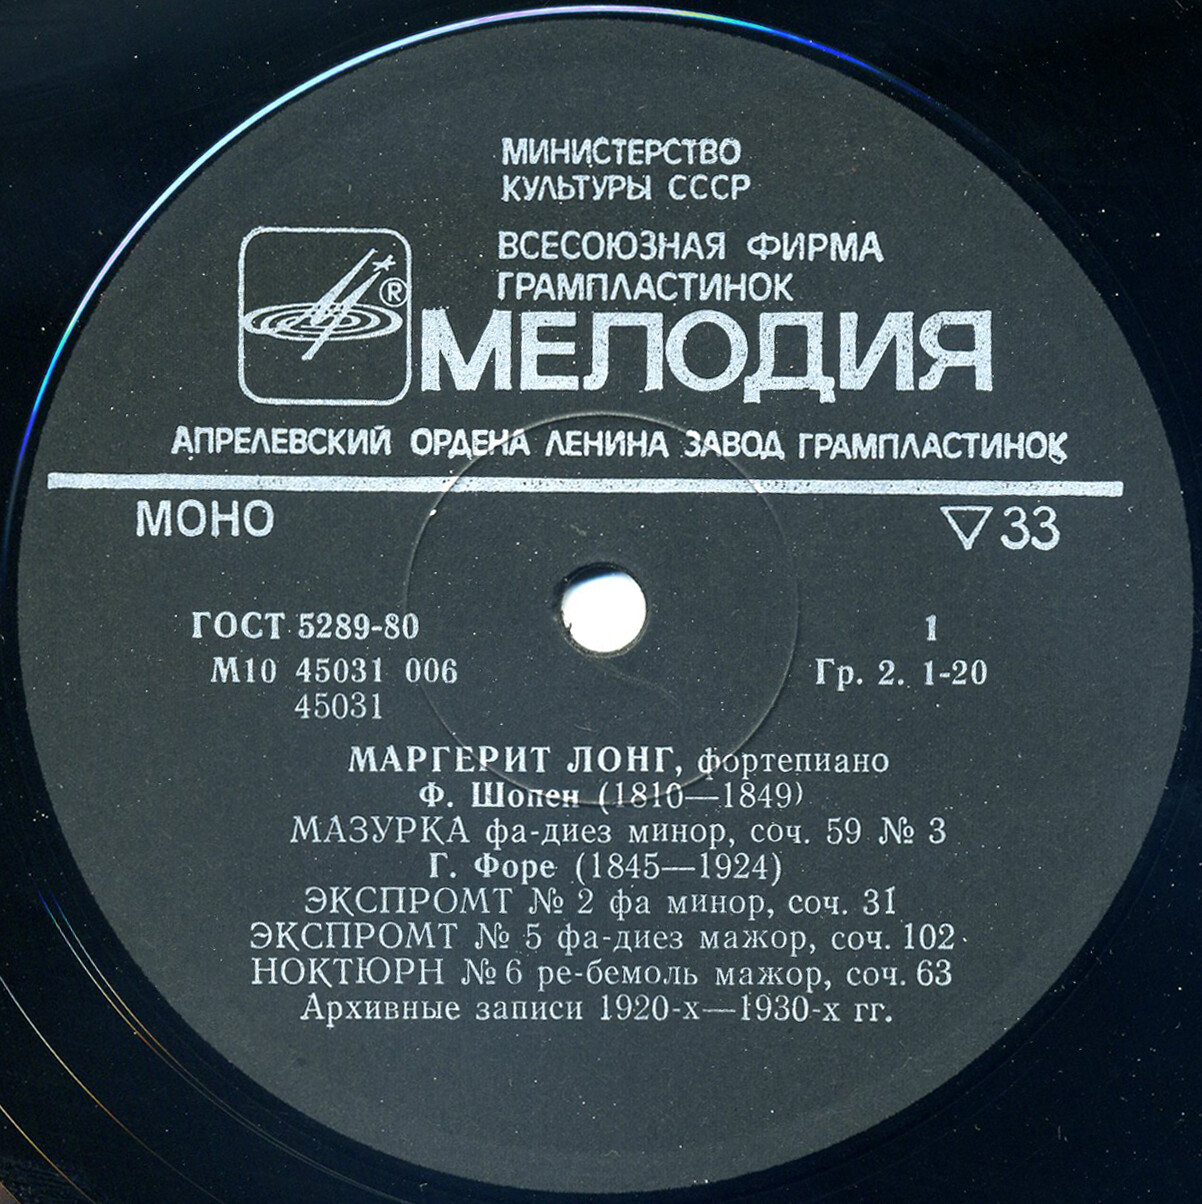 МИНИСТЕРСТВО
КУЛЬТУРЫ СССР
ВСЕСОЮЗНАЯ ФИРМА
ГРАМПЛАСТИНОК
®
МЕЛОДИЯ
АПРЕЛЕВСКИЙ ОРДЕНА ЛЕНИНА ЗАВОД ГРАМПЛАСТИНОК
МОНО ▽33
ГОСТ 5289-80 1
М10 45031 006 Гр. 2. 1-20
45031
МАРГЕРИТ ЛОНГ, фортепиано
Ф. Шопен (1810—1849)
МАЗУРКА фа-диез минор, соч. 59 № 3
Г. Форе (1845—1924)
ЭКСПРОМТ № 2 фа минор, соч. 31
ЭКСПРОМТ № 5 фа-диез мажор, соч. 102
НОКТЮРН № 6 ре-бемоль мажор, соч. 63
Архивные записи 1920-х—1930-х гг.